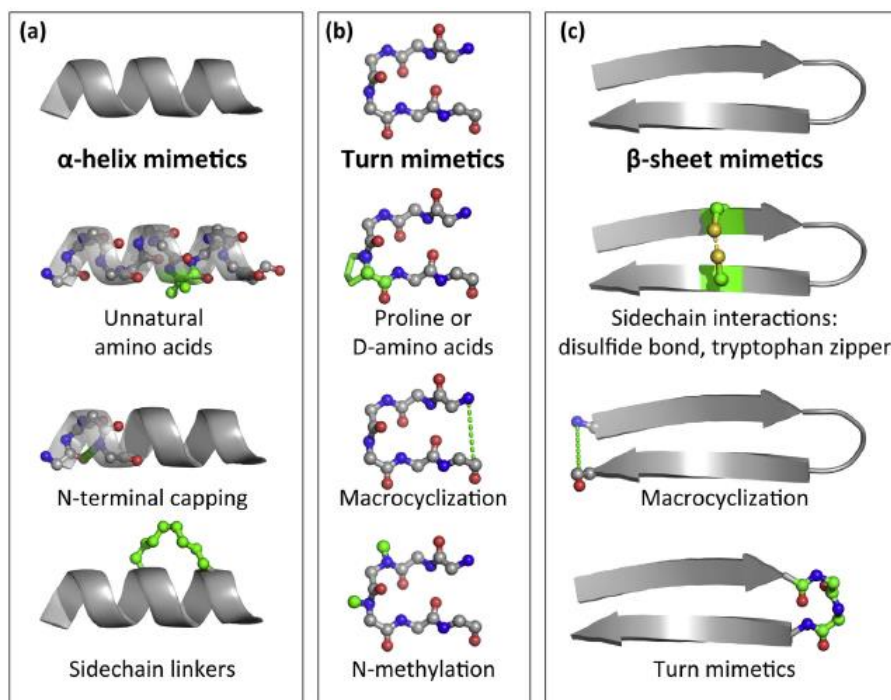 (a)
α-helix mimetics
Unnatural
amino acids
N-terminal capping
Sidechain linkers
(b)
Turn mimetics
Proline or
D-amino acids
Macrocyclization
N-methylation
(c)
β-sheet mimetics
Sidechain interactions:
disulfide bond, tryptophan zipper
Macrocyclization
Turn mimetics